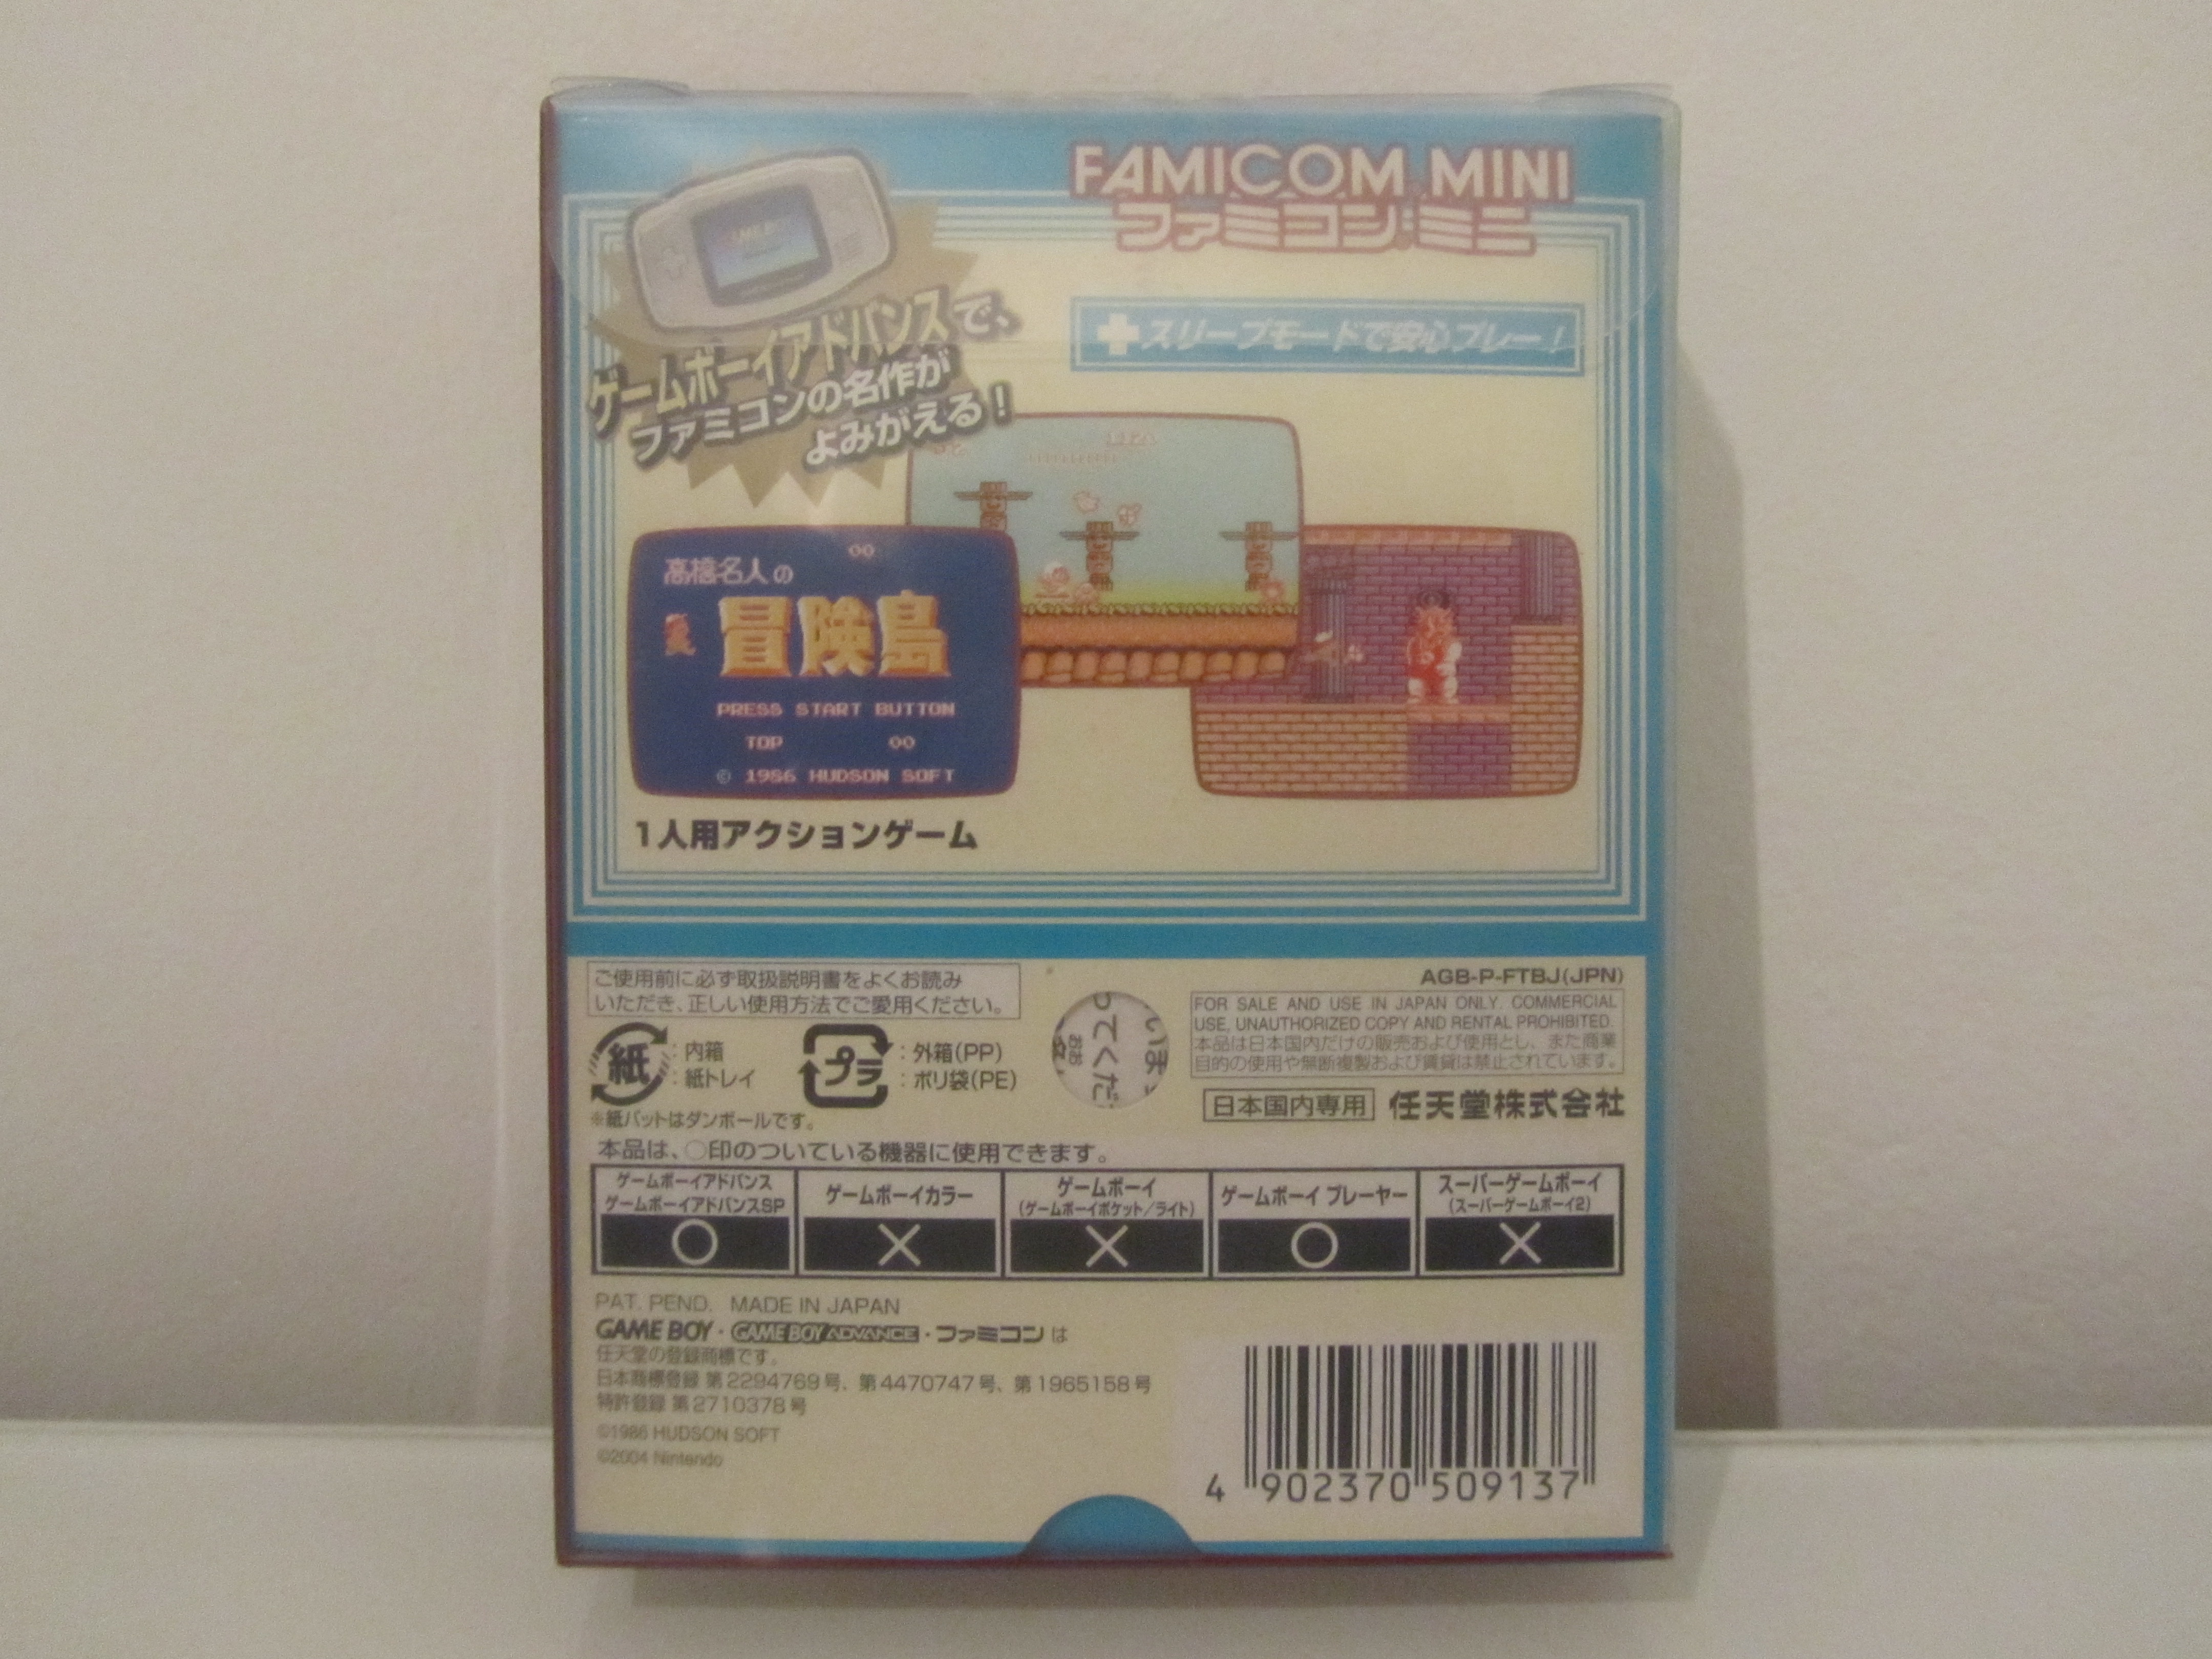 FAMICOM MINI
ファミコンミニ
ゲームボーイアドバンスで、
ファミコンの名作が
よみがえる！
スリープモードで安心プレー！
00
高橋名人の
冒険島
PRESS START BUTTON
TOP 00
© 1986 HUDSON SOFT
1人用アクションゲーム
ご使用前に必ず取扱説明書をよくお読み
いただき、正しい使用方法でご愛用ください。
紙 : 内箱
: 紙トレイ
プラ : 外箱(PP)
: ポリ袋(PE)
※紙パットはダンボールです。
いま
ってくだ
AGB-P-FTBJ(JPN)
FOR SALE AND USE IN JAPAN ONLY. COMMERCIAL
USE, UNAUTHORIZED COPY AND RENTAL PROHIBITED.
本品は日本国内だけの販売および使用とし、また商業
目的の使用や無断複製および賃貸は禁止されています。
日本国内専用 任天堂株式会社
本品は、○印のついている機器に使用できます。
ゲームボーイアドバンス
ゲームボーイアドバンスSP
○
ゲームボーイカラー
×
ゲームボーイ
(ゲームボーイポケット/ライト)
×
ゲームボーイ プレーヤー
○
スーパーゲームボーイ
(スーパーゲームボーイ2)
×
PAT. PEND. MADE IN JAPAN
GAME BOY・GAME BOY ADVANCE・ファミコン は
任天堂の登録商標です。
日本商標登録 第2294769号、第4470747号、第1965158号
特許登録 第2710378号
©1986 HUDSON SOFT
©2004 Nintendo
4 902370 509137